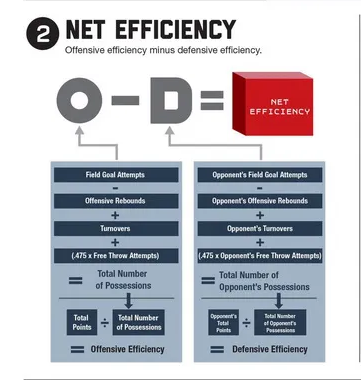 2 NET EFFICIENCY
Offensive efficiency minus defensive efficiency.
O – D =
NET
EFFICIENCY
Field Goal Attempts
-
Offensive Rebounds
+
Turnovers
+
(.475 x Free Throw Attempts)
= Total Number
of Possessions
Total
Points
÷
Total Number
of Possessions
= Offensive Efficiency
Opponent's Field Goal Attempts
-
Opponent's Offensive Rebounds
+
Opponent's Turnovers
+
(.475 x Opponent's Free Throw Attempts)
= Total Number of
Opponent's Possessions
Opponent's
Total
Points
÷
Total Number
of Opponent's
Possessions
= Defensive Efficiency